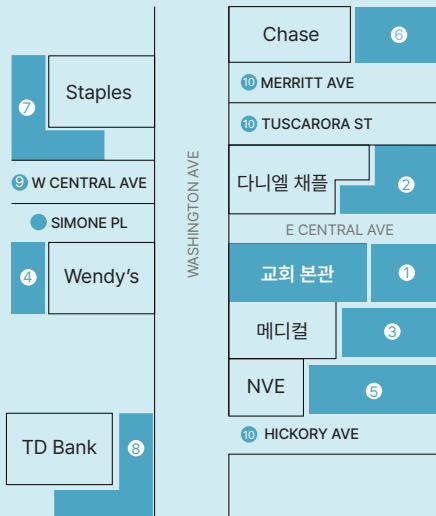 Chase
6
10 MERRITT AVE
10 TUSCARORA ST
Staples
7
9 W CENTRAL AVE
SIMONE PL
4
Wendy's
WASHINGTON AVE
다니엘 채플
2
E CENTRAL AVE
교회 본관
1
메디컬
3
NVE
5
10 HICKORY AVE
TD Bank
8